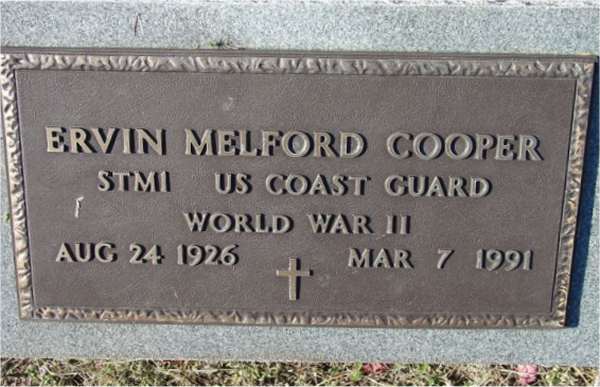 ERVIN MELFORD COOPER
STM1 US COAST GUARD
WORLD WAR II
AUG 24 1926 MAR 7 1991